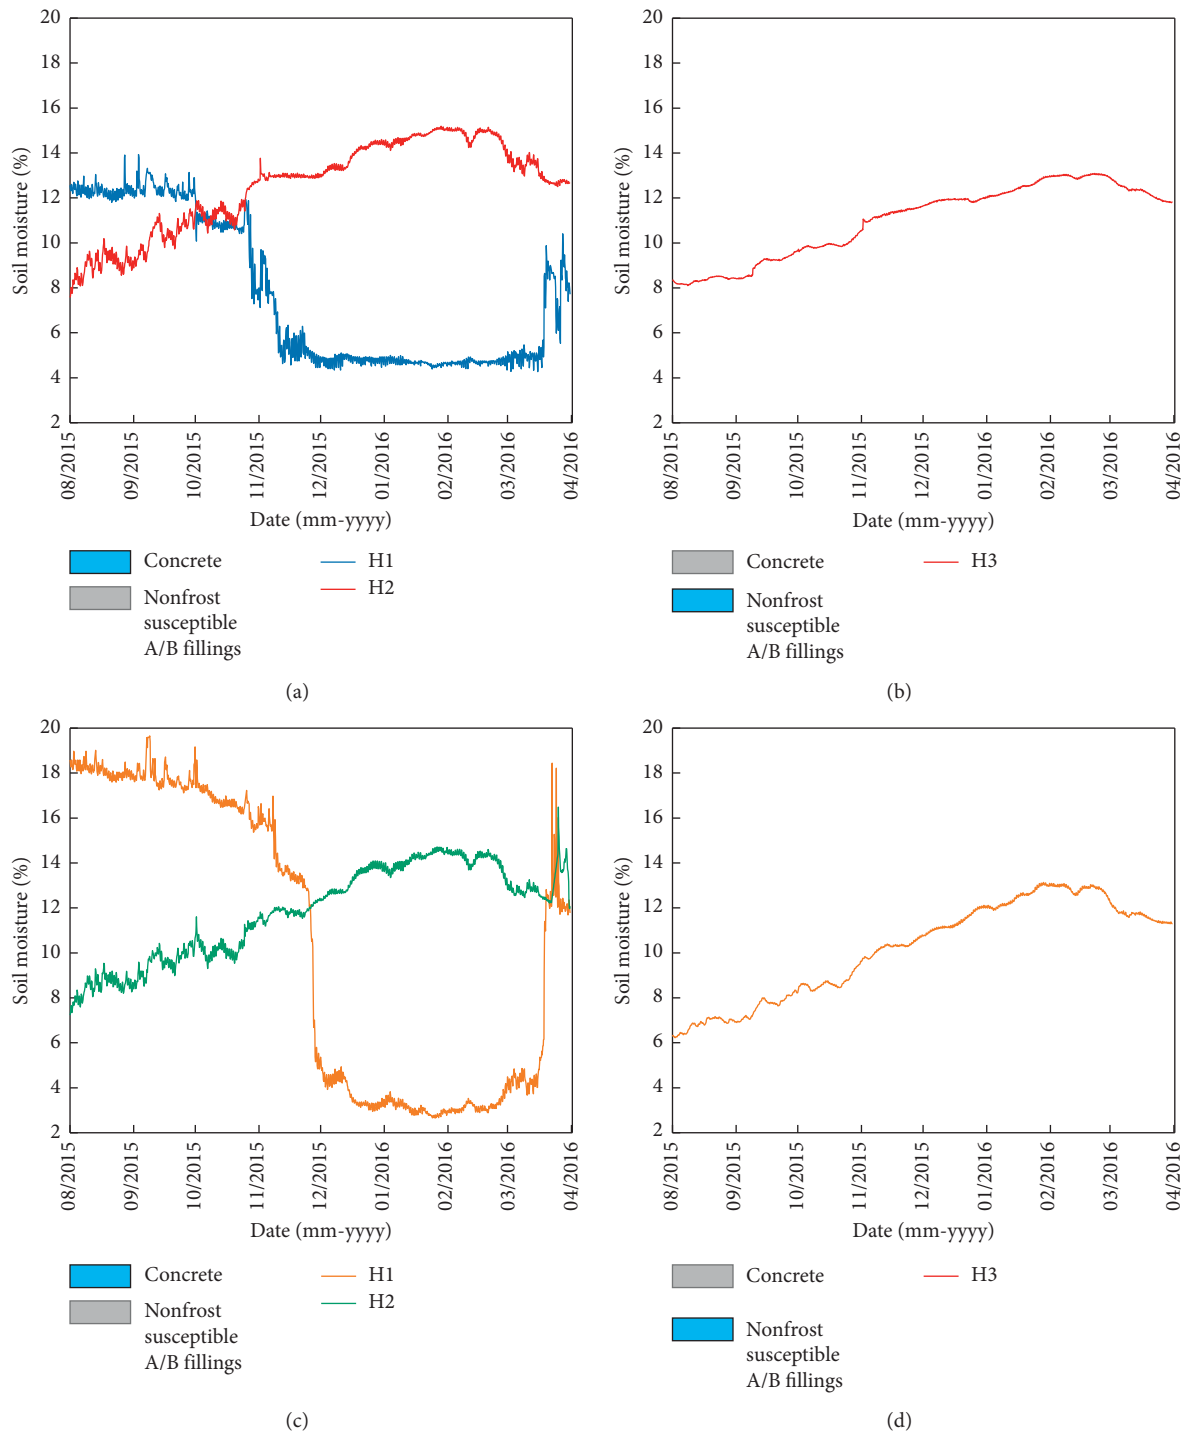 20
18
16
14
12
10
8
6
4
2
Soil moisture (%)
08/2015
09/2015
10/2015
11/2015
12/2015
01/2016
02/2016
03/2016
04/2016
Date (mm-yyyy)
Concrete
Nonfrost
susceptible
A/B fillings
H1
H2
(a)
20
18
16
14
12
10
8
6
4
2
Soil moisture (%)
08/2015
09/2015
10/2015
11/2015
12/2015
01/2016
02/2016
03/2016
04/2016
Date (mm-yyyy)
Concrete
Nonfrost
susceptible
A/B fillings
H3
(b)
20
18
16
14
12
10
8
6
4
2
Soil moisture (%)
08/2015
09/2015
10/2015
11/2015
12/2015
01/2016
02/2016
03/2016
04/2016
Date (mm-yyyy)
Concrete
Nonfrost
susceptible
A/B fillings
H1
H2
(c)
20
18
16
14
12
10
8
6
4
2
Soil moisture (%)
08/2015
09/2015
10/2015
11/2015
12/2015
01/2016
02/2016
03/2016
04/2016
Date (mm-yyyy)
Concrete
Nonfrost
susceptible
A/B fillings
H3
(d)